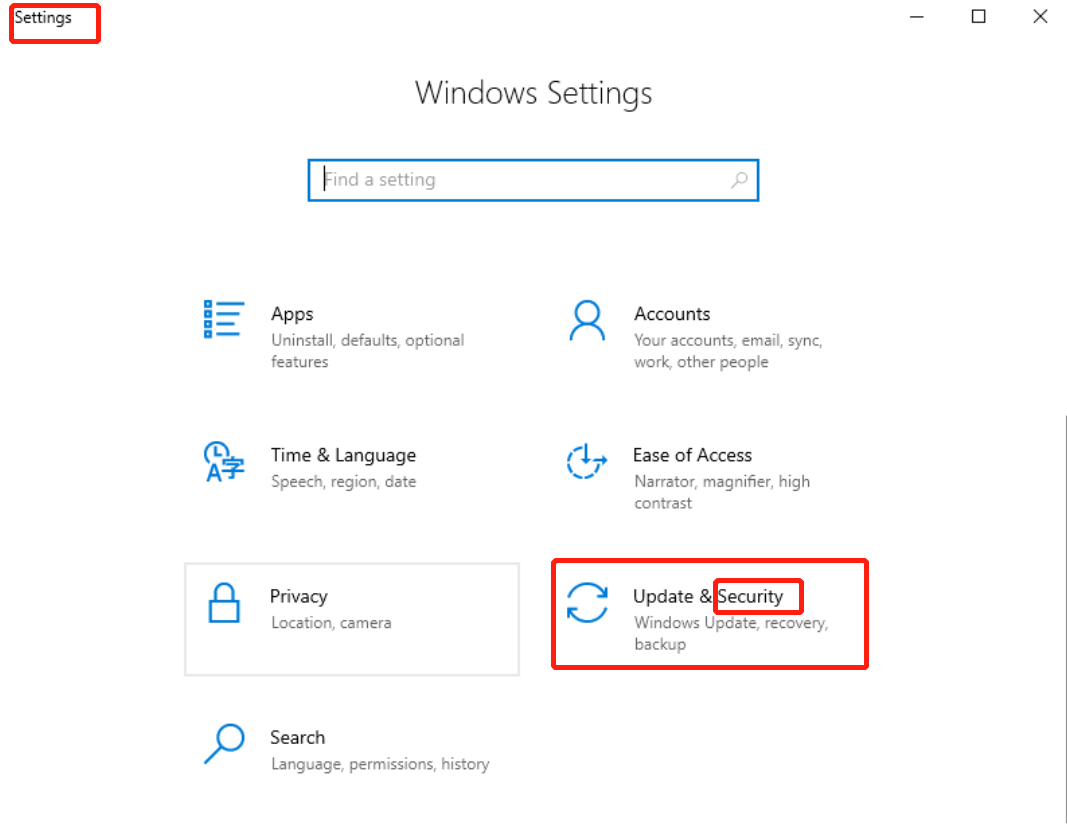 Settings
Windows Settings
Find a setting
Apps
Uninstall, defaults, optional
features
Accounts
Your accounts, email, sync,
work, other people
Time & Language
Speech, region, date
Ease of Access
Narrator, magnifier, high
contrast
Privacy
Location, camera
Update & Security
Windows Update, recovery,
backup
Search
Language, permissions, history